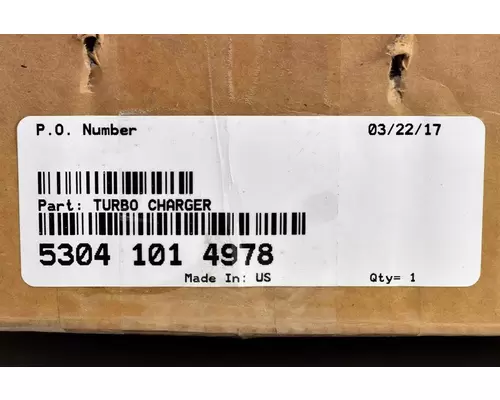 P.O. Number 03/22/17
Part: TURBO CHARGER
5304 101 4978
Made In: US Qty= 1